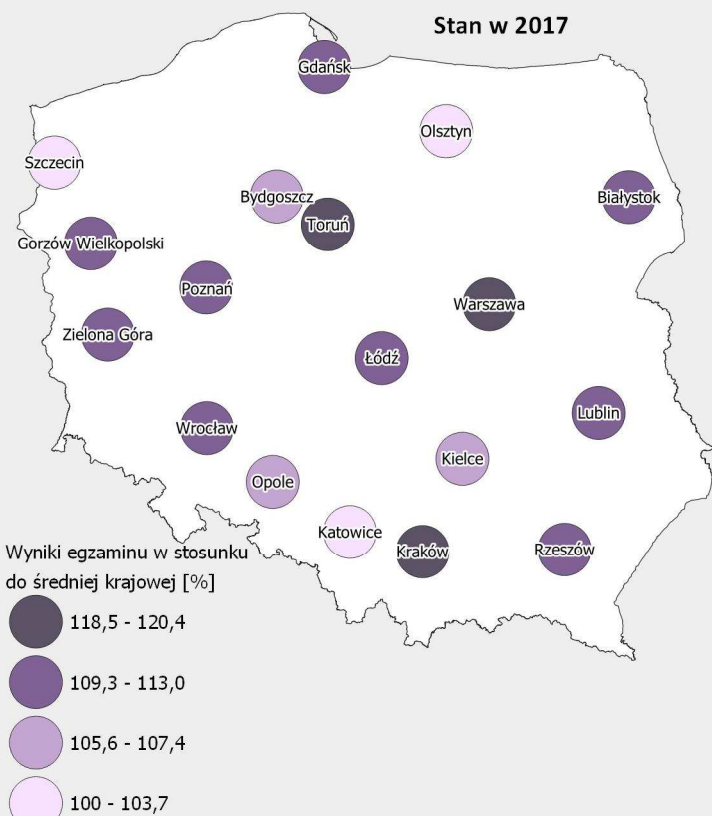 Stan w 2017
Gdańsk
Olsztyn
Szczecin
Bydgoszcz
Białystok
Toruń
Gorzów Wielkopolski
Poznań
Warszawa
Zielona Góra
Łódź
Lublin
Wrocław
Kielce
Opole
Katowice
Kraków
Rzeszów
Wyniki egzaminu w stosunku
do średniej krajowej [%]
118,5 - 120,4
109,3 - 113,0
105,6 - 107,4
100 - 103,7